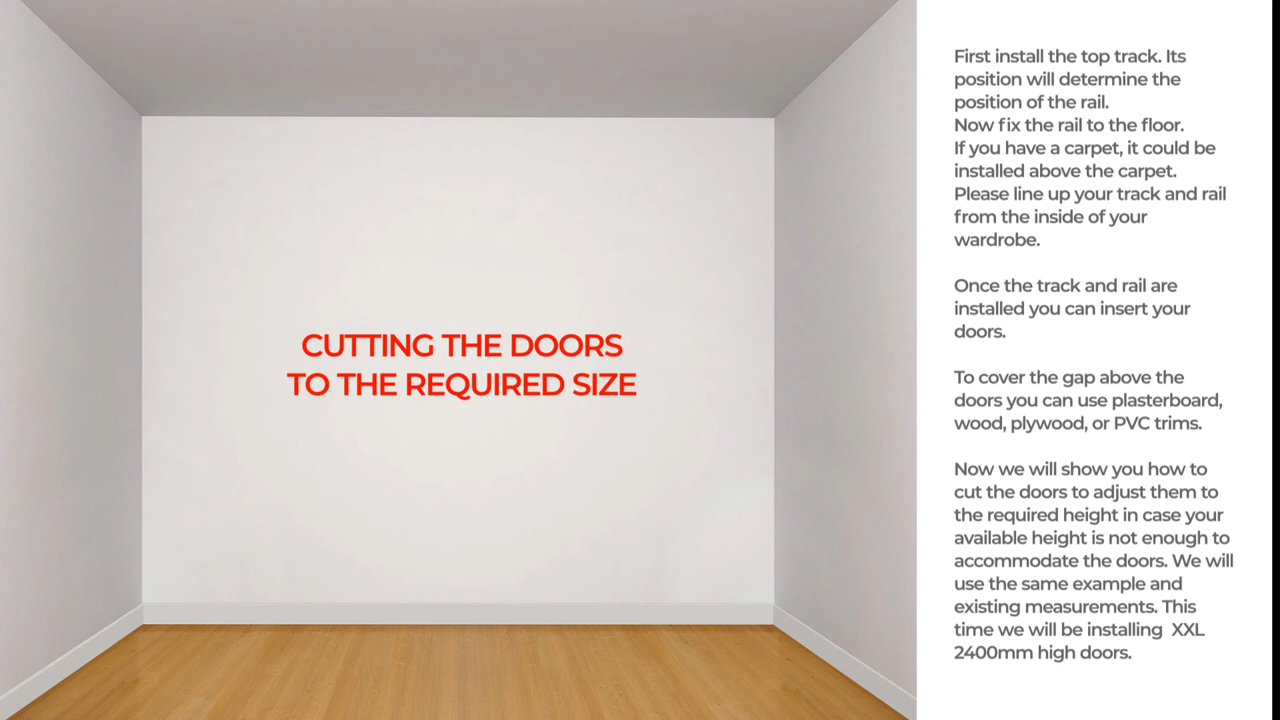 CUTTING THE DOORS
TO THE REQUIRED SIZE
First install the top track. Its
position will determine the
position of the rail.
Now fix the rail to the floor.
If you have a carpet, it could be
installed above the carpet.
Please line up your track and rail
from the inside of your
wardrobe.
Once the track and rail are
installed you can insert your
doors.
To cover the gap above the
doors you can use plasterboard,
wood, plywood, or PVC trims.
Now we will show you how to
cut the doors to adjust them to
the required height in case your
available height is not enough to
accommodate the doors. We will
use the same example and
existing measurements. This
time we will be installing  XXL
2400mm high doors.